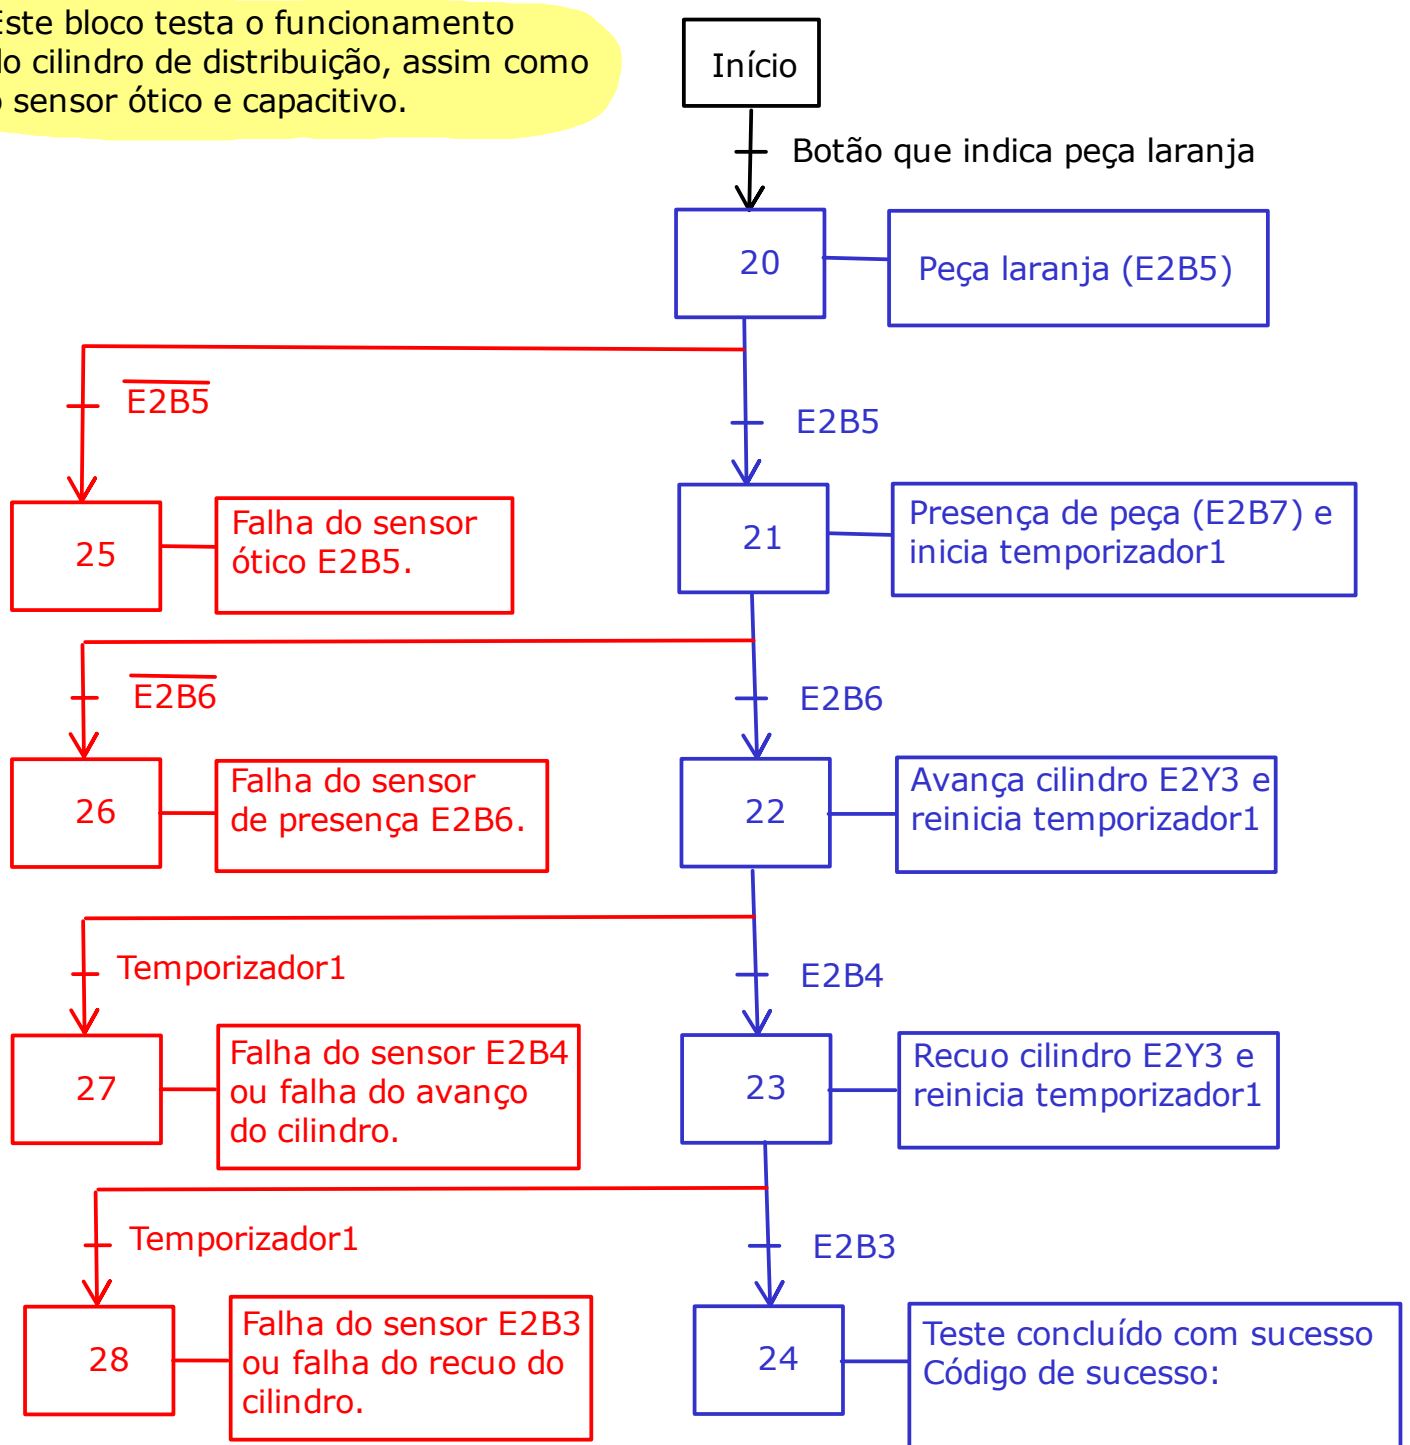 Este bloco testa o funcionamento
do cilindro de distribuição, assim como
o sensor ótico e capacitivo.
Início
Botão que indica peça laranja
20
Peça laranja (E2B5)
E2B5
E2B5
25
Falha do sensor
ótico E2B5.
21
Presença de peça (E2B7) e
inicia temporizador1
E2B6
E2B6
26
Falha do sensor
de presença E2B6.
22
Avança cilindro E2Y3 e
reinicia temporizador1
Temporizador1
E2B4
27
Falha do sensor E2B4
ou falha do avanço
do cilindro.
23
Recuo cilindro E2Y3 e
reinicia temporizador1
Temporizador1
E2B3
28
Falha do sensor E2B3
ou falha do recuo do
cilindro.
24
Teste concluído com sucesso
Código de sucesso: